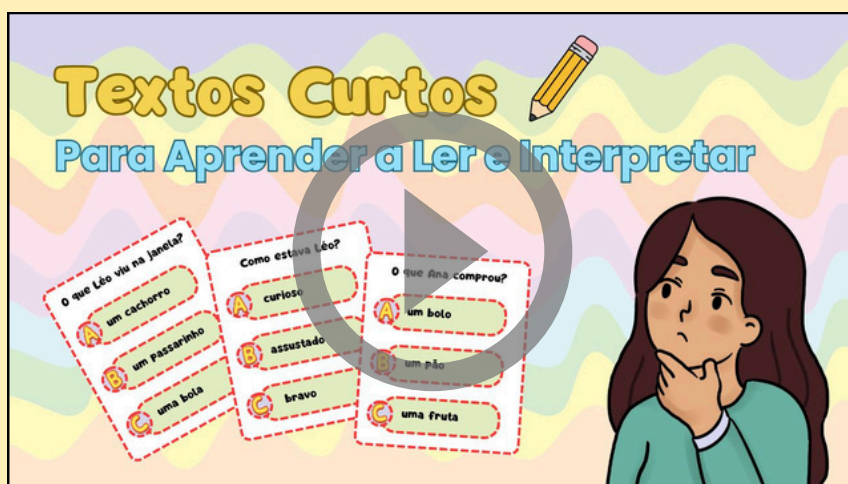 Textos Curtos
Para Aprender a Ler e Interpretar
O que Léo viu na janela?
A um cachorro
B um passarinho
C uma bola
Como estava Léo?
A curioso
B assustado
C bravo
O que Ana comprou?
A um bolo
B um pão
C uma fruta